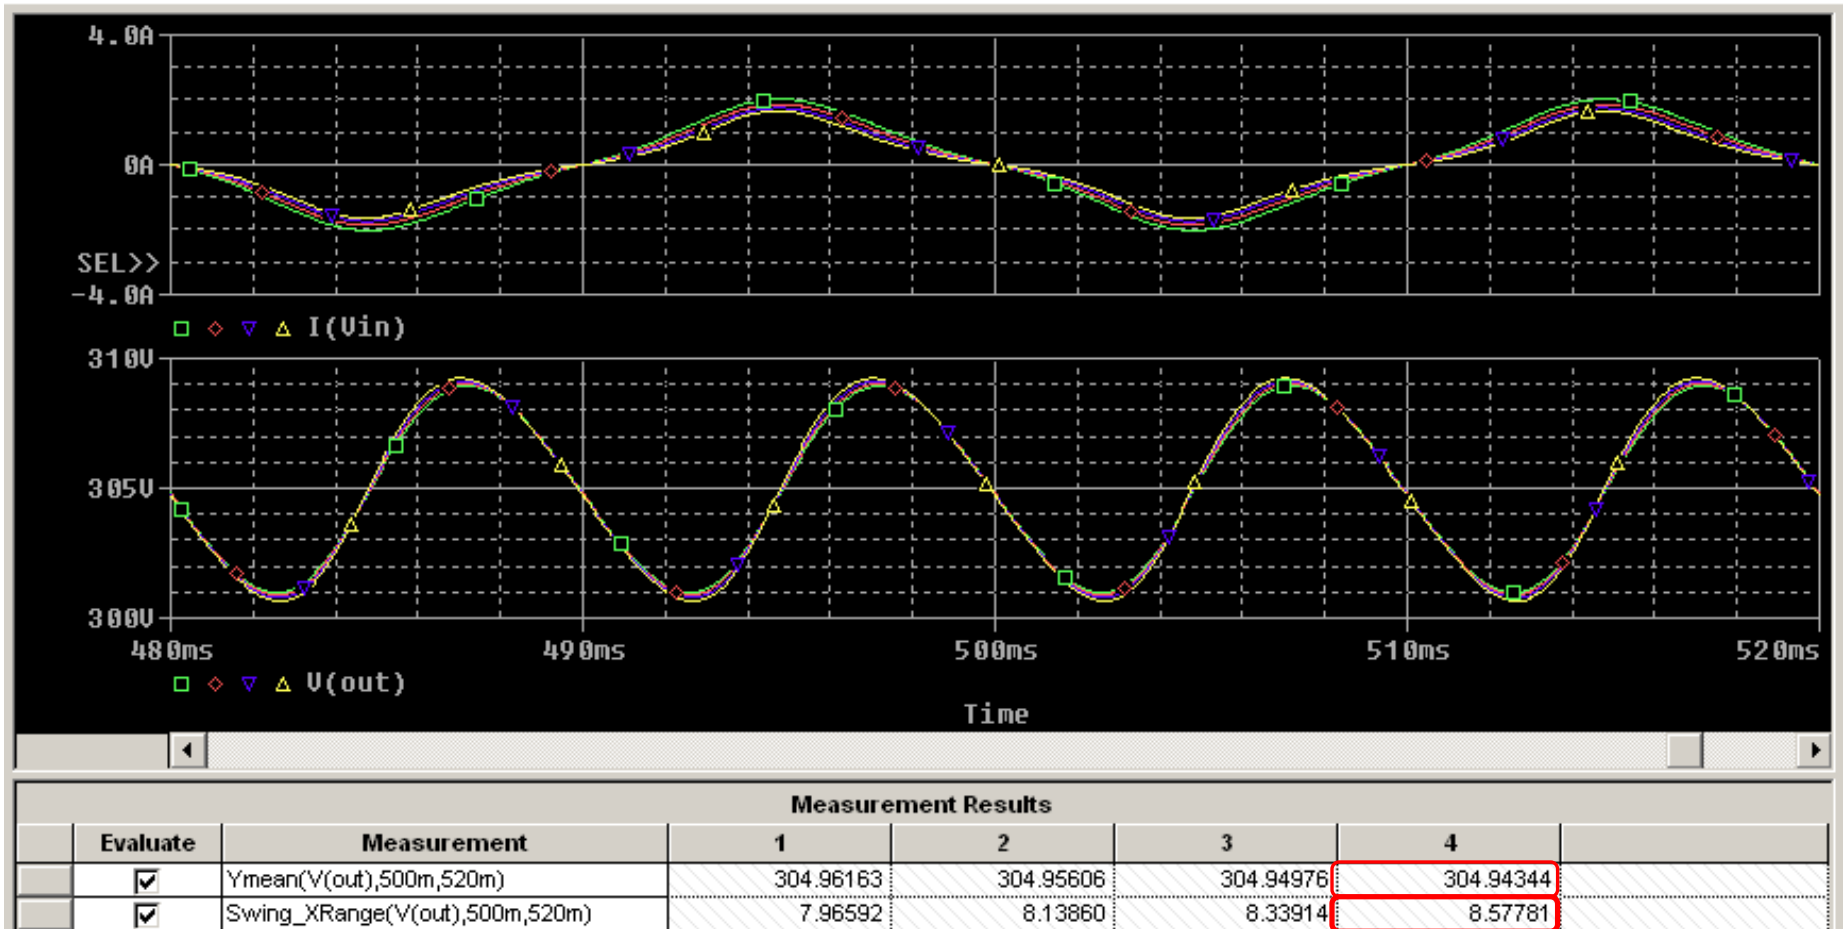 4.0A
0A
SEL>>
-4.0A
I(Vin)
310V
305V
300V
480ms 490ms 500ms 510ms 520ms
V(out)
Time
Measurement Results
Evaluate Measurement 1 2 3 4
Ymean(V(out),500m,520m) 304.96163 304.95606 304.94976 304.94344
Swing_XRange(V(out),500m,520m) 7.96592 8.13860 8.33914 8.57781